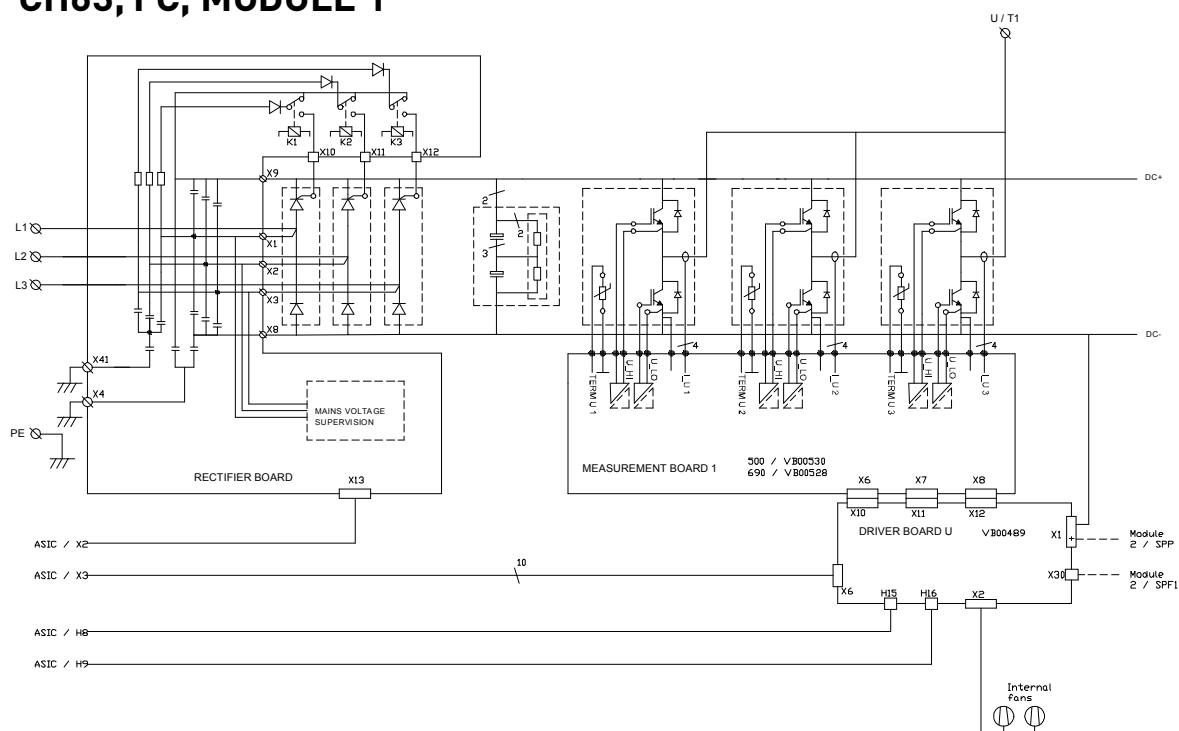 CH63, FC, MODULE 1
U / T1
K1
K2
K3
X10
X11
X12
X9
DC+
2
2
3
L1
X1
L2
X2
L3
X3
X8
DC-
4
4
4
X41
X4
TERM U 1
U_HI
U_LO
I_U 1
TERM U 2
U_HI
U_LO
I_U 2
TERM U 3
U_HI
U_LO
I_U 3
MAINS VOLTAGE
SUPERVISION
PE
RECTIFIER BOARD
X13
MEASUREMENT BOARD 1
500 / VB00530
690 / VB00528
X6
X7
X8
X10
X11
X12
DRIVER BOARD U
VB00489
X1
+
Module
2 / SPP
ASIC / X2
ASIC / X3
10
X6
H15
H16
X2
X30
Module
2 / SPF1
ASIC / H8
ASIC / H9
Internal
fans